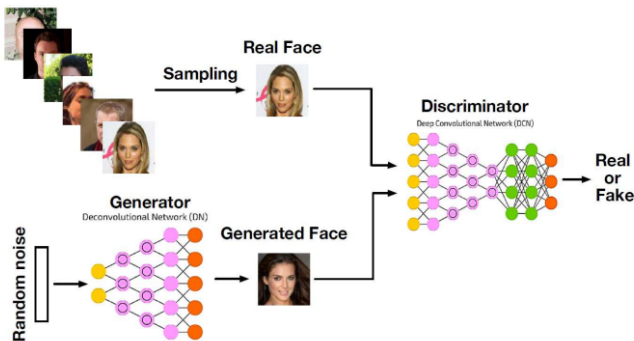 Real Face
Sampling
Discriminator
Deep Convolutional Network (DCN)
Real
or
Fake
Generator
Deconvolutional Network (DN)
Generated Face
Random noise